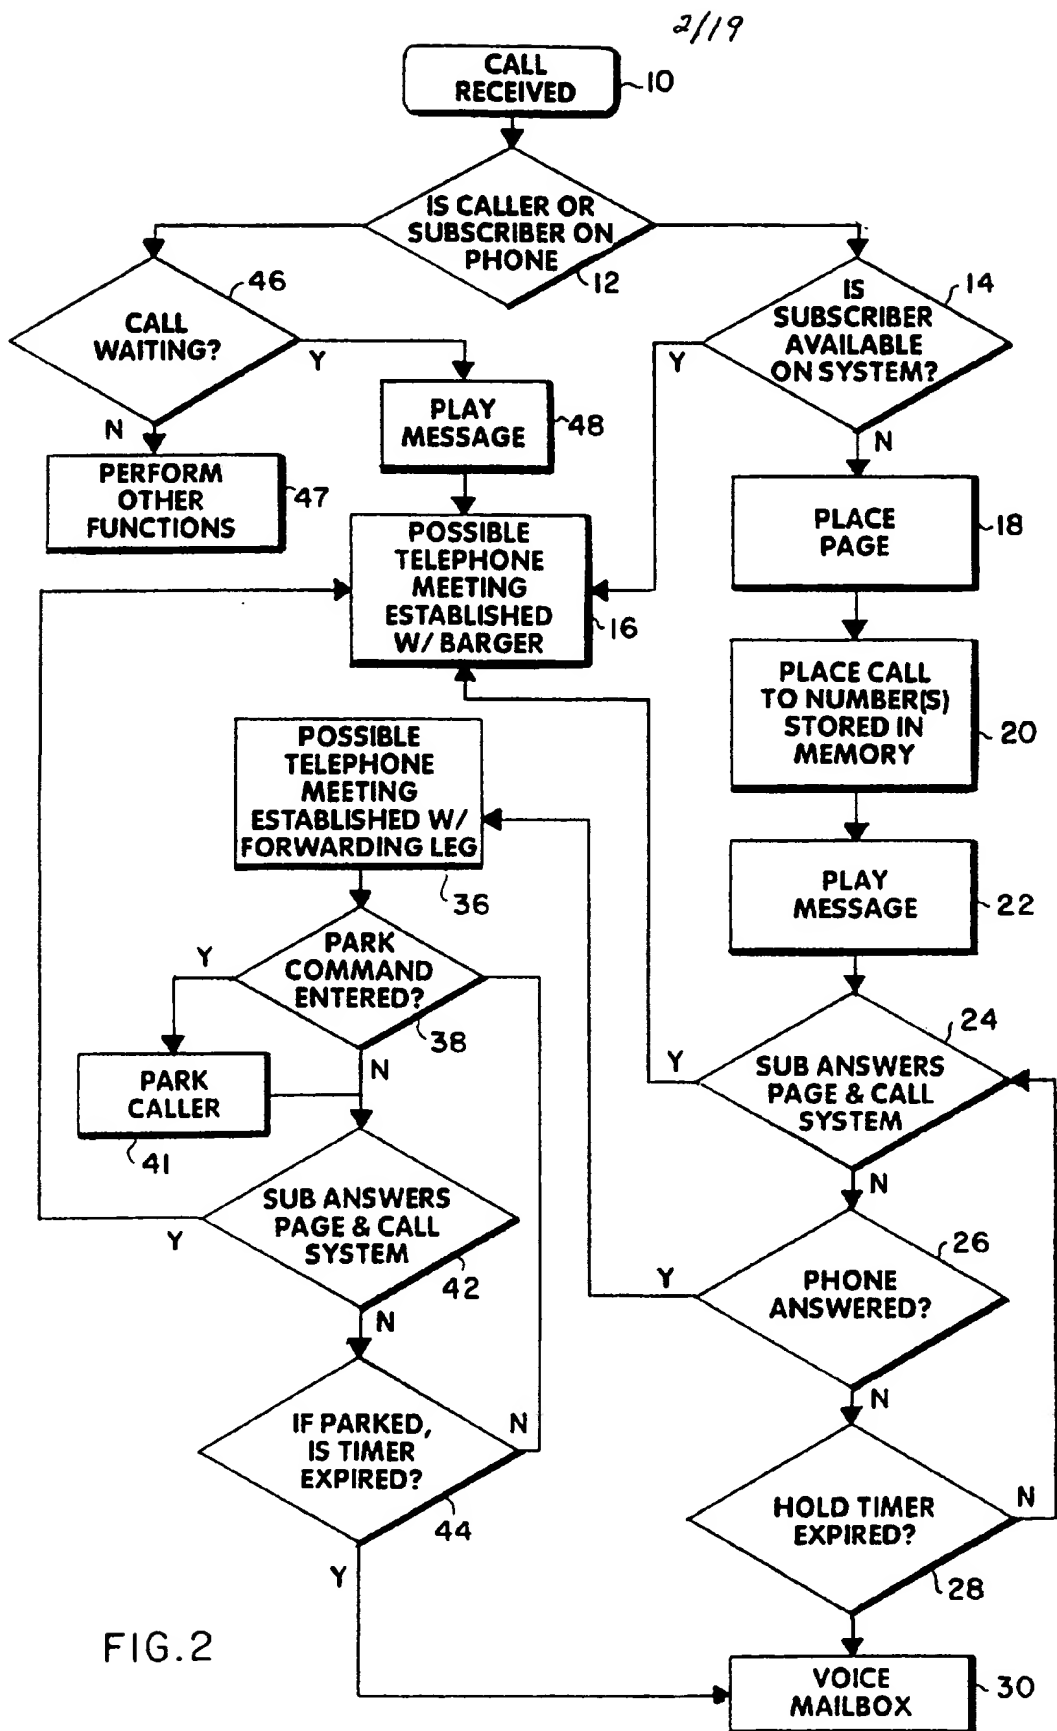 2/19
CALL
RECEIVED
10
IS CALLER OR
SUBSCRIBER ON
PHONE
12
46
CALL
WAITING?
Y
N
14
IS
SUBSCRIBER
AVAILABLE
ON SYSTEM?
Y
N
PLAY
MESSAGE
48
PERFORM
OTHER
FUNCTIONS
47
POSSIBLE
TELEPHONE
MEETING
ESTABLISHED
W/ BARGER
16
PLACE
PAGE
18
PLACE CALL
TO NUMBER(S)
STORED IN
MEMORY
20
POSSIBLE
TELEPHONE
MEETING
ESTABLISHED W/
FORWARDING LEG
36
PLAY
MESSAGE
22
PARK
COMMAND
ENTERED?
Y
38
N
PARK
CALLER
41
24
SUB ANSWERS
PAGE & CALL
SYSTEM
Y
N
SUB ANSWERS
PAGE & CALL
SYSTEM
Y
42
N
26
PHONE
ANSWERED?
Y
N
IF PARKED,
IS TIMER
EXPIRED?
N
44
Y
HOLD TIMER
EXPIRED?
N
28
VOICE
MAILBOX
30
FIG.2